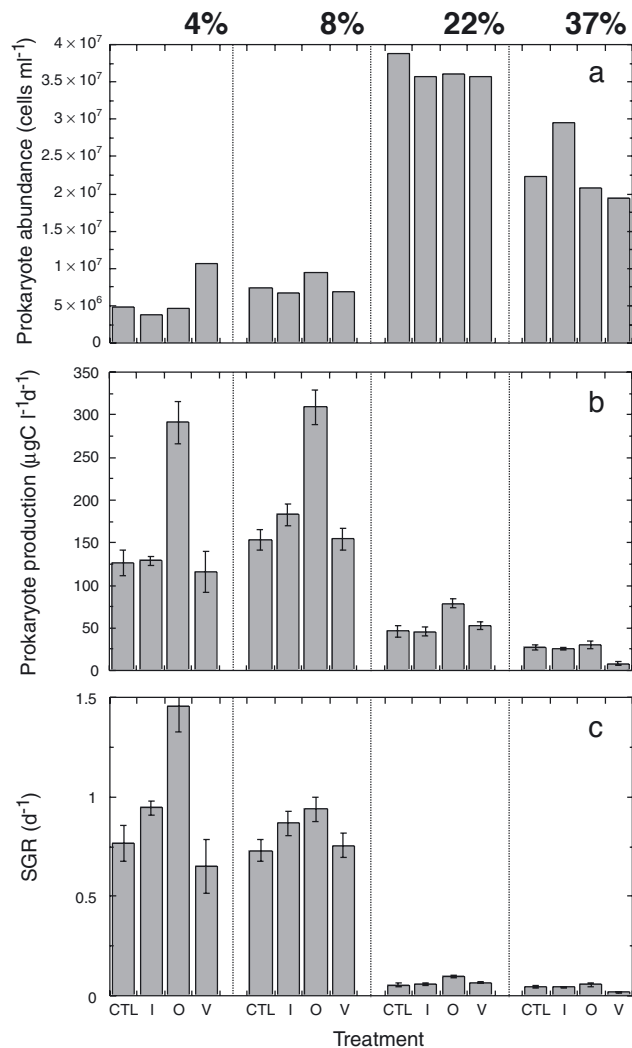 4% 8% 22% 37%
a
Prokaryote abundance (cells ml⁻¹)
4 × 10⁷
3.5 × 10⁷
3 × 10⁷
2.5 × 10⁷
2 × 10⁷
1.5 × 10⁷
1 × 10⁷
5 × 10⁶
0
b
Prokaryote production (µgC l⁻¹d⁻¹)
350
300
250
200
150
100
50
0
c
SGR (d⁻¹)
1.5
1
0.5
0
CTL I O V CTL I O V CTL I O V CTL I O V
Treatment